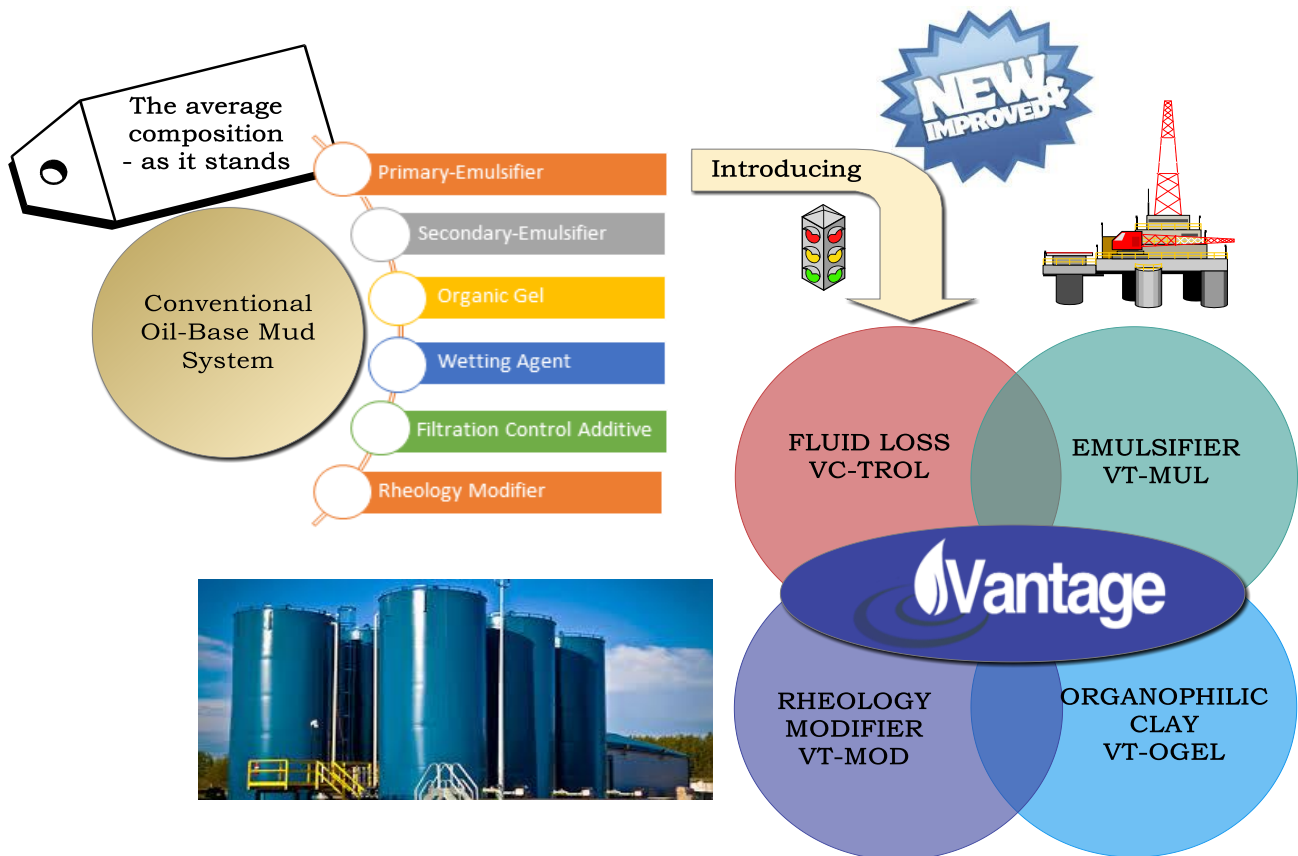 The average
composition
- as it stands
Conventional
Oil-Base Mud
System
Primary-Emulsifier
Secondary-Emulsifier
Organic Gel
Wetting Agent
Filtration Control Additive
Rheology Modifier
Introducing
NEW &
IMPROVED
FLUID LOSS
VC-TROL
EMULSIFIER
VT-MUL
Vantage
RHEOLOGY
MODIFIER
VT-MOD
ORGANOPHILIC
CLAY
VT-OGEL